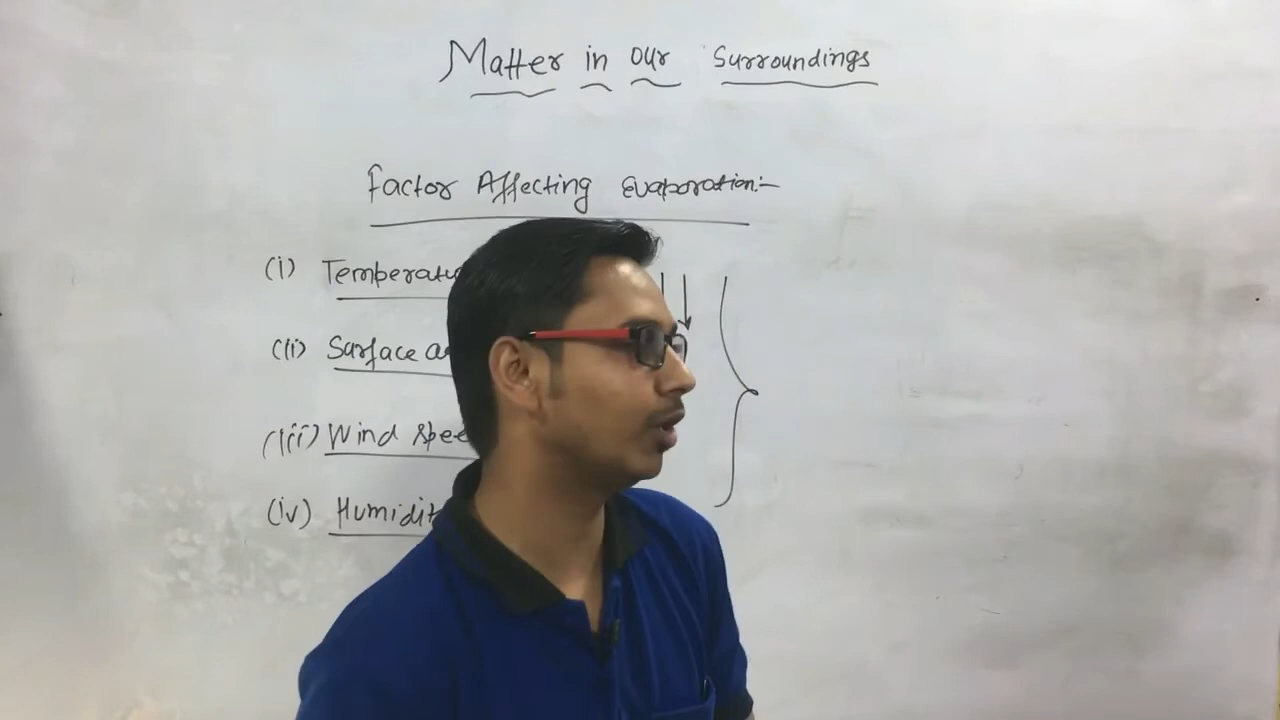 Matter in our Surroundings
Factor Affecting Evaporation:-
(i) Temperatu
(ii) Surface a
(iii) Wind Spee
(iv) Humidit